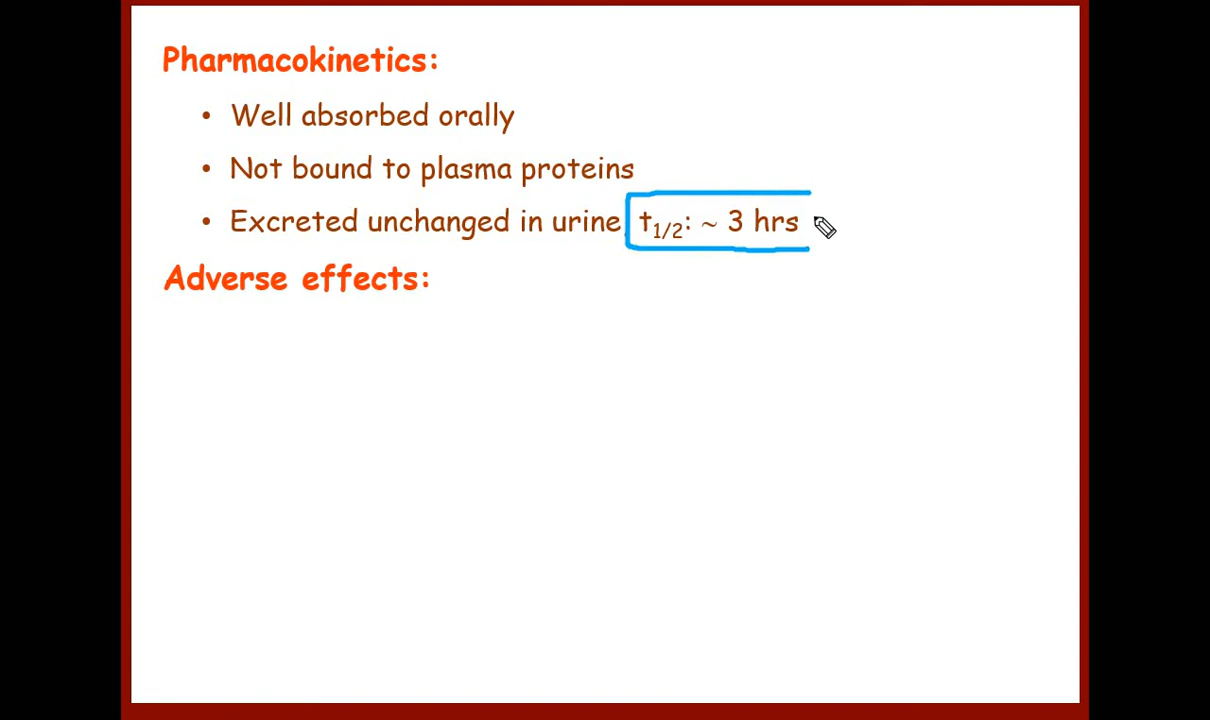 Pharmacokinetics:
• Well absorbed orally
• Not bound to plasma proteins
• Excreted unchanged in urine t1/2: ~ 3 hrs
Adverse effects: